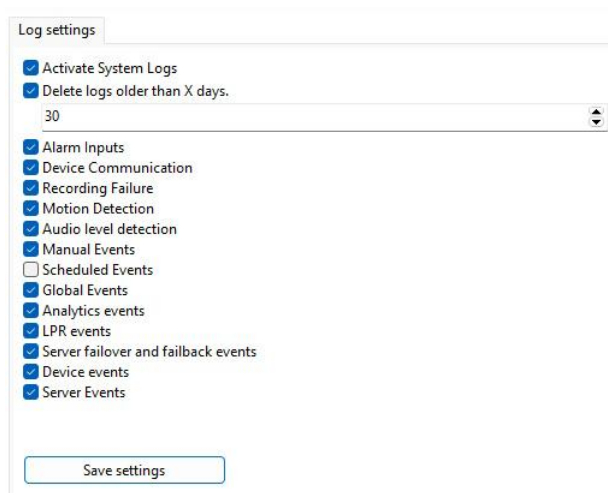 Log settings
Activate System Logs
Delete logs older than X days.
30
Alarm Inputs
Device Communication
Recording Failure
Motion Detection
Audio level detection
Manual Events
Scheduled Events
Global Events
Analytics events
LPR events
Server failover and failback events
Device events
Server Events
Save settings